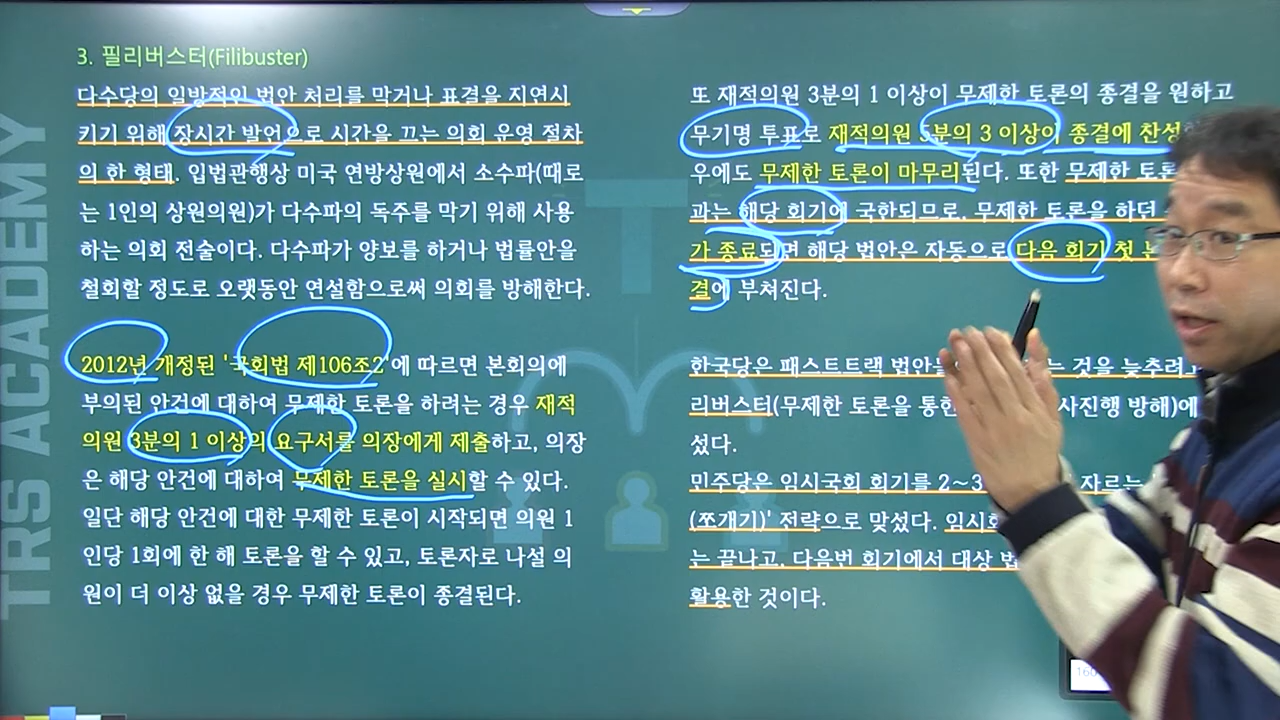 3. 필리버스터(Filibuster)
다수당의 일방적인 법안 처리를 막거나 표결을 지연시
키기 위해 장시간 발언으로 시간을 끄는 의회 운영 절차
의 한 형태. 입법관행상 미국 연방상원에서 소수파(때로
는 1인의 상원의원)가 다수파의 독주를 막기 위해 사용
하는 의회 전술이다. 다수파가 양보를 하거나 법률안을
철회할 정도로 오랫동안 연설함으로써 의회를 방해한다.
2012년 개정된 '국회법 제106조2'에 따르면 본회의에
부의된 안건에 대하여 무제한 토론을 하려는 경우 재적
의원 3분의 1 이상의 요구서를 의장에게 제출하고, 의장
은 해당 안건에 대하여 무제한 토론을 실시할 수 있다.
일단 해당 안건에 대한 무제한 토론이 시작되면 의원 1
인당 1회에 한 해 토론을 할 수 있고, 토론자로 나설 의
원이 더 이상 없을 경우 무제한 토론이 종결된다.
또 재적의원 3분의 1 이상이 무제한 토론의 종결을 원하고
무기명 투표로 재적의원 5분의 3 이상이 종결에 찬성
우에도 무제한 토론이 마무리된다. 또한 무제한 토론
과는 해당 회기에 국한되므로, 무제한 토론을 하던
가 종료되면 해당 법안은 자동으로 다음 회기 첫
결에 부쳐진다.
한국당은 패스트트랙 법안 것을 늦추려
리버스터(무제한 토론을 통한 사진행 방해)에
섰다.
민주당은 임시국회 회기를 2~3 자르는
(쪼개기)' 전략으로 맞섰다. 임시
는 끝나고, 다음번 회기에서 대상
활용한 것이다.
TRS ACADEMY